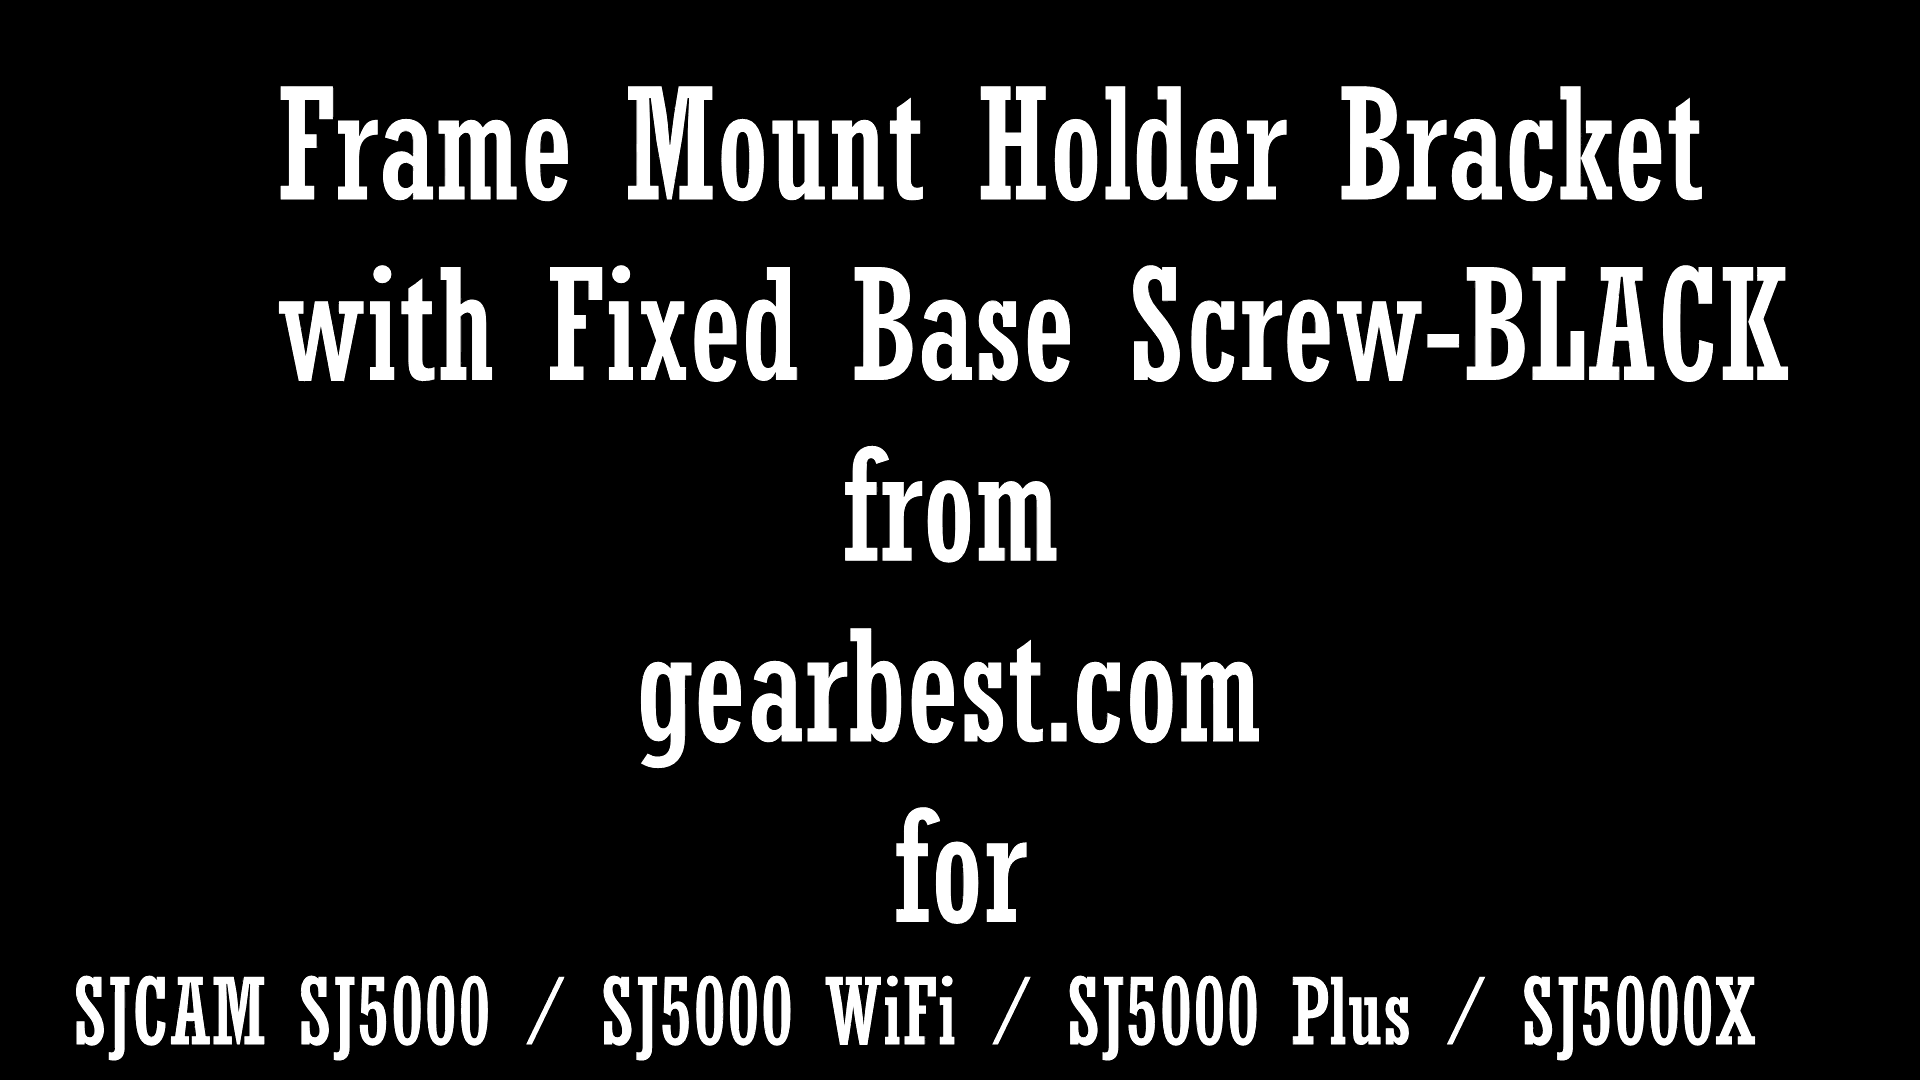 Frame Mount Holder Bracket
with Fixed Base Screw-BLACK
from
gearbest.com
for
SJCAM SJ5000 / SJ5000 WiFi / SJ5000 Plus / SJ5000X